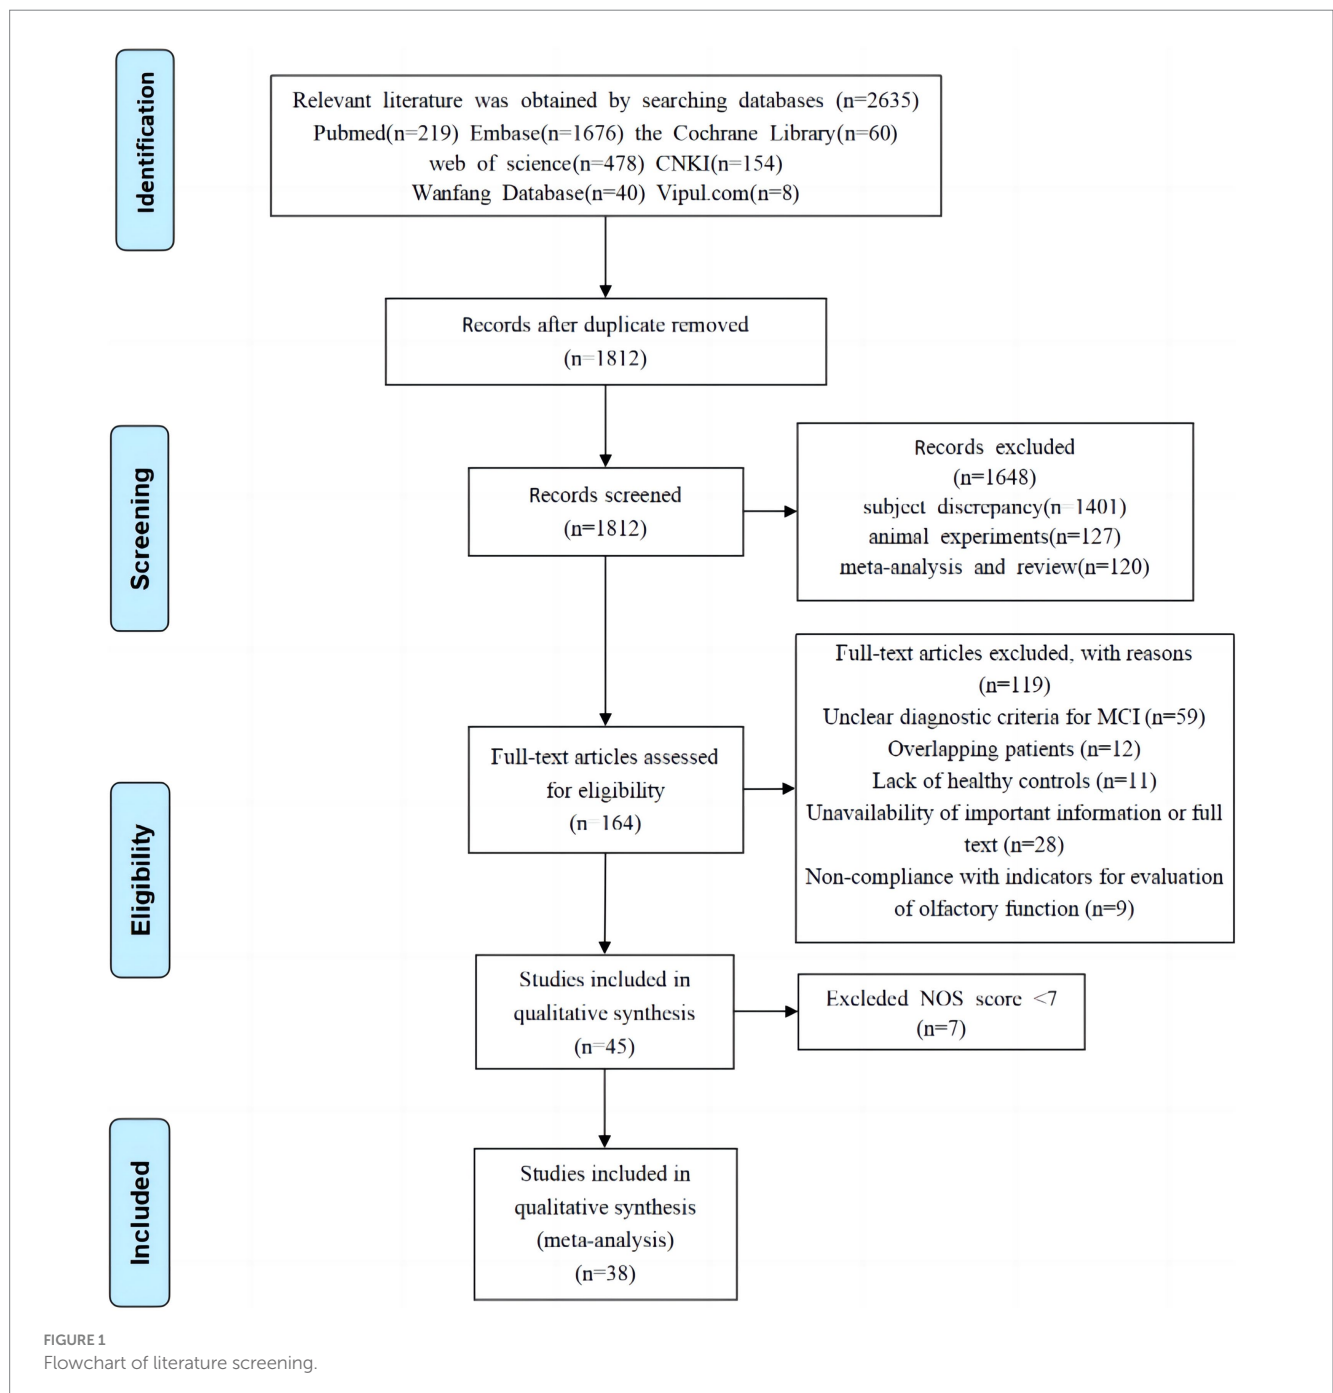 Identification
Relevant literature was obtained by searching databases (n=2635)
Pubmed(n=219) Embase(n=1676) the Cochrane Library(n=60)
web of science(n=478) CNKI(n=154)
Wanfang Database(n=40) Vipul.com(n=8)
Records after duplicate removed
(n=1812)
Screening
Records screened
(n=1812)
Records excluded
(n=1648)
subject discrepancy(n=1401)
animal experiments(n=127)
meta-analysis and review(n=120)
Eligibility
Full-text articles assessed
for eligibility
(n=164)
Full-text articles excluded, with reasons
(n=119)
Unclear diagnostic criteria for MCI (n=59)
Overlapping patients (n=12)
Lack of healthy controls (n=11)
Unavailability of important information or full
text (n=28)
Non-compliance with indicators for evaluation
of olfactory function (n=9)
Studies included in
qualitative synthesis
(n=45)
Excleded NOS score <7
(n=7)
Included
Studies included in
qualitative synthesis
(meta-analysis)
(n=38)
FIGURE 1
Flowchart of literature screening.